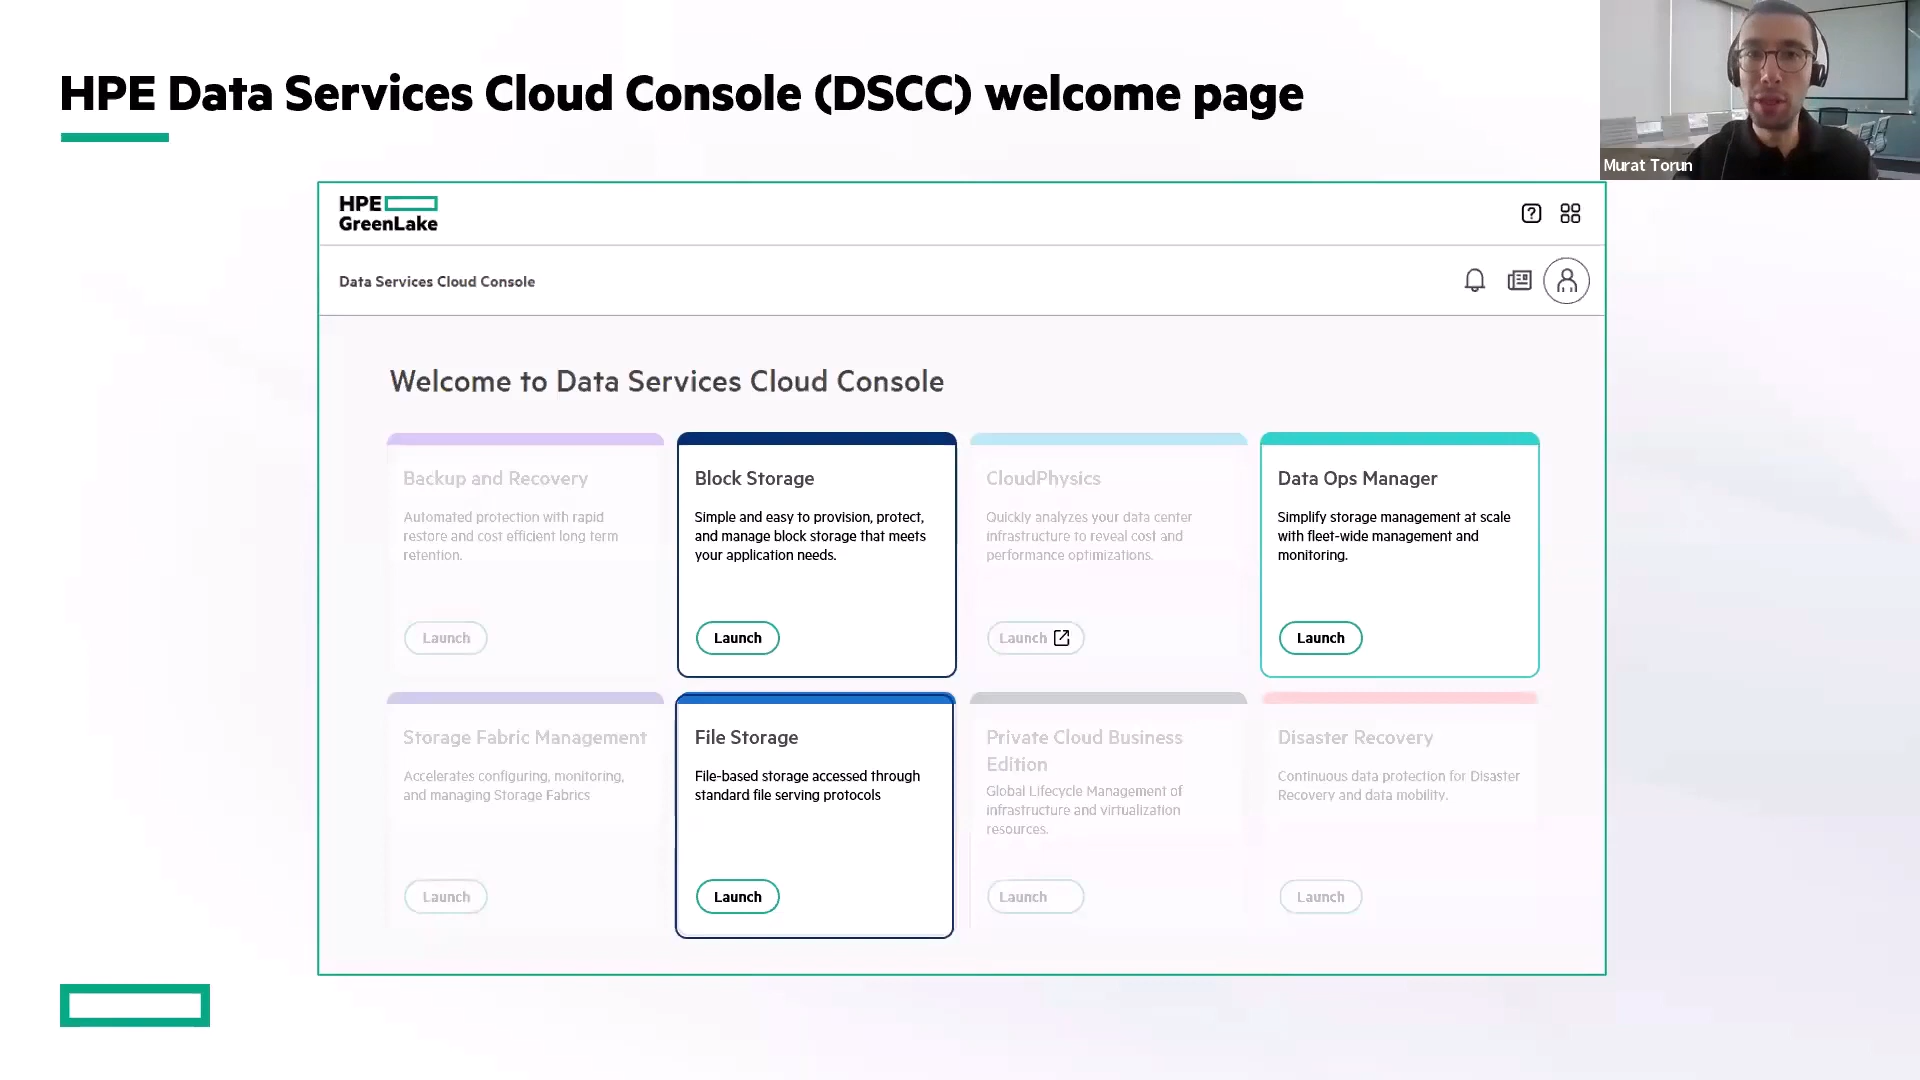 HPE Data Services Cloud Console (DSCC) welcome page
Murat Torun
HPE
GreenLake
Data Services Cloud Console
Welcome to Data Services Cloud Console
Backup and Recovery
Automated protection with rapid
restore and cost efficient long term
retention.
Launch
Block Storage
Simple and easy to provision, protect,
and manage block storage that meets
your application needs.
Launch
CloudPhysics
Quickly analyzes your data center
infrastructure to reveal cost and
performance optimizations.
Launch
Data Ops Manager
Simplify storage management at scale
with fleet-wide management and
monitoring.
Launch
Storage Fabric Management
Accelerates configuring, monitoring,
and managing Storage Fabrics
Launch
File Storage
File-based storage accessed through
standard file serving protocols
Launch
Private Cloud Business
Edition
Global Lifecycle Management of
infrastructure and virtualization
resources.
Launch
Disaster Recovery
Continuous data protection for Disaster
Recovery and data mobility.
Launch